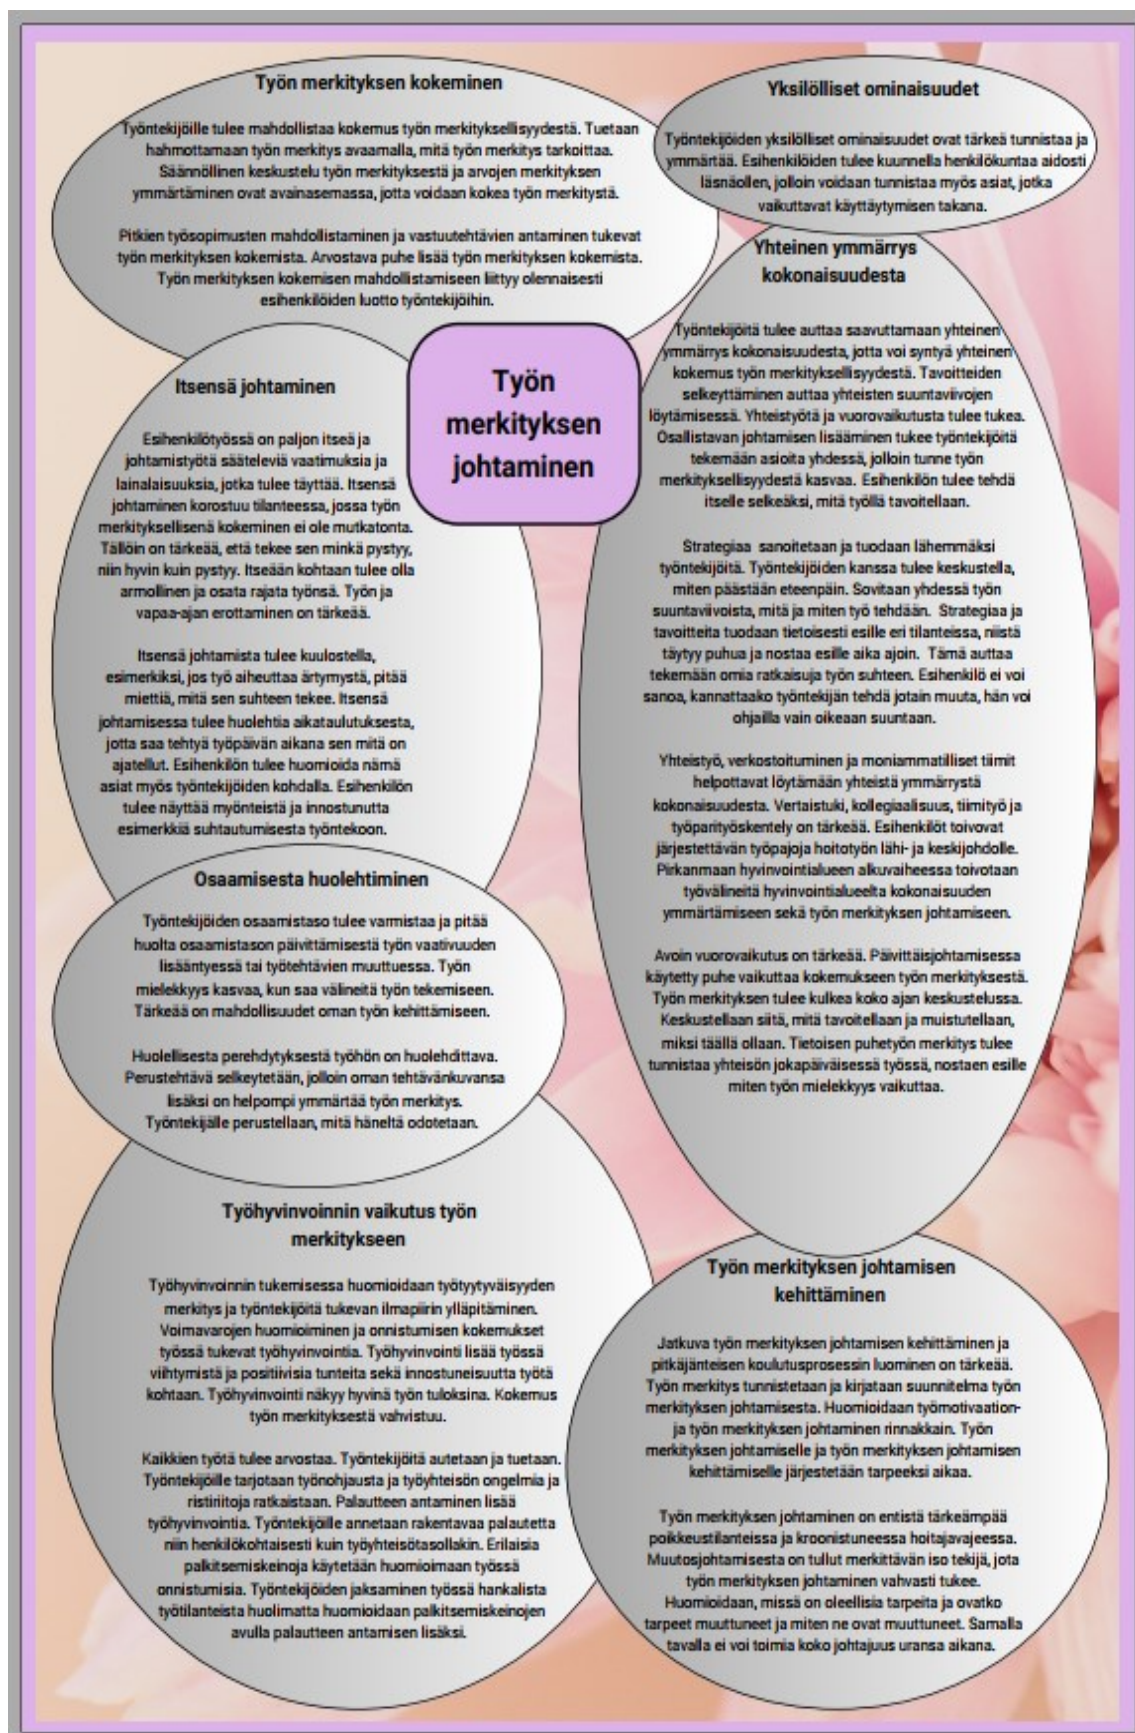 Työn merkityksen kokeminen
Työntekijöille tulee mahdollistaa kokemus työn merkityksellisyydestä. Tuetaan
hahmottamaan työn merkitys avaamalla, mitä työn merkitys tarkoittaa.
Säännöllinen keskustelu työn merkityksestä ja arvojen merkityksen
ymmärtäminen ovat avainasemassa, jotta voidaan kokea työn merkitystä.
Pitkien työsopimusten mahdollistaminen ja vastuutehtävien antaminen tukevat
työn merkityksen kokemista. Arvostava puhe lisää työn merkityksen kokemista.
Työn merkityksen kokemisen mahdollistamiseen liittyy olennaisesti
esihenkilöiden luotto työntekijöihin.
Yksilölliset ominaisuudet
Työntekijöiden yksilölliset ominaisuudet ovat tärkeä tunnistaa ja
ymmärtää. Esihenkilöiden tulee kuunnella henkilökuntaa aidosti
läsnäollen, jolloin voidaan tunnistaa myös asiat, jotka
vaikuttavat käyttäytymisen takana.
Työn
merkityksen
johtaminen
Itsensä johtaminen
Esihenkilötyössä on paljon itseä ja
johtamistyötä sääteleviä vaatimuksia ja
lainalaisuuksia, jotka tulee täyttää. Itsensä
johtaminen korostuu tilanteessa, jossa työn
merkityksellisenä kokeminen ei ole mutkatonta.
Tällöin on tärkeää, että tekee sen minkä pystyy,
niin hyvin kuin pystyy. Itseään kohtaan tulee olla
armollinen ja osata rajata työnsä. Työn ja
vapaa-ajan erottaminen on tärkeää.
Itsensä johtamista tulee kuulostella,
esimerkiksi, jos työ aiheuttaa ärtymystä, pitää
miettiä, mitä sen suhteen tekee. Itsensä
johtamisessa tulee huolehtia aikataulutuksesta,
jotta saa tehtyä työpäivän aikana sen mitä on
ajatellut. Esihenkilön tulee huomioida nämä
asiat myös työntekijöiden kohdalla. Esihenkilön
tulee näyttää myönteistä ja innostunutta
esimerkkiä suhtautumisesta työntekoon.
Yhteinen ymmärrys
kokonaisuudesta
Työntekijöitä tulee auttaa saavuttamaan yhteinen
ymmärrys kokonaisuudesta, jotta voi syntyä yhteinen
kokemus työn merkityksellisyydestä. Tavoitteiden
selkeyttäminen auttaa yhteisten suuntaviivojen
löytämisessä. Yhteistyötä ja vuorovaikutusta tulee tukea.
Osallistavan johtamisen lisääminen tukee työntekijöitä
tekemään asioita yhdessä, jolloin tunne työn
merkityksellisyydestä kasvaa. Esihenkilön tulee tehdä
itselle selkeäksi, mitä työllä tavoitellaan.
Strategiaa sanoitetaan ja tuodaan lähemmäksi
työntekijöitä. Työntekijöiden kanssa tulee keskustella,
miten päästään eteenpäin. Sovitaan yhdessä työn
suuntaviivoista, mitä ja miten työ tehdään. Strategiaa ja
tavoitteita tuodaan tietoisesti esille eri tilanteissa, niistä
täytyy puhua ja nostaa esille aika ajoin. Tämä auttaa
tekemään omia ratkaisuja työn suhteen. Esihenkilö ei voi
sanoa, kannattaako työntekijän tehdä jotain muuta, hän voi
ohjailla vain oikeaan suuntaan.
Yhteistyö, verkostoituminen ja moniammatilliset tiimit
helpottavat löytämään yhteistä ymmärrystä
kokonaisuudesta. Vertaistuki, kollegiaalisuus, tiimityö ja
työparityöskentely on tärkeää. Esihenkilöt toivovat
järjestettävän työpajoja hoitotyön lähi- ja keskijohdolle.
Pirkanmaan hyvinvointialueen alkuvaiheessa toivotaan
työvälineitä hyvinvointialueelta kokonaisuuden
ymmärtämiseen sekä työn merkityksen johtamiseen.
Avoin vuorovaikutus on tärkeää. Päivittäisjohtamisessa
käytetty puhe vaikuttaa kokemukseen työn merkityksestä.
Työn merkityksen tulee kulkea koko ajan keskustelussa.
Keskustellaan siitä, mitä tavoitellaan ja muistutellaan,
miksi täällä ollaan. Tietoisen puhetyön merkitys tulee
tunnistaa yhteisön jokapäiväisessä työssä, nostaen esille
miten työn mielekkyys vaikuttaa.
Osaamisesta huolehtiminen
Työntekijöiden osaamistaso tulee varmistaa ja pitää
huolta osaamistason päivittämisestä työn vaativuuden
lisääntyessä tai työtehtävien muuttuessa. Työn
mielekkyys kasvaa, kun saa välineitä työn tekemiseen.
Tärkeää on mahdollisuudet oman työn kehittämiseen.
Huolellisesta perehdytyksestä työhön on huolehdittava.
Perustehtävä selkeytetään, jolloin oman tehtävänkuvansa
lisäksi on helpompi ymmärtää työn merkitys.
Työntekijälle perustellaan, mitä häneltä odotetaan.
Työhyvinvoinnin vaikutus työn
merkitykseen
Työhyvinvoinnin tukemisessa huomioidaan työtyytyväisyyden
merkitys ja työntekijöitä tukevan ilmapiirin ylläpitäminen.
Voimavarojen huomioiminen ja onnistumisen kokemukset
työssä tukevat työhyvinvointia. Työhyvinvointi lisää työssä
viihtymistä ja positiivisia tunteita sekä innostuneisuutta työtä
kohtaan. Työhyvinvointi näkyy hyvinä työn tuloksina. Kokemus
työn merkityksestä vahvistuu.
Kaikkien työtä tulee arvostaa. Työntekijöitä autetaan ja tuetaan.
Työntekijöille tarjotaan työnohjausta ja työyhteisön ongelmia ja
ristiriitoja ratkaistaan. Palautteen antaminen lisää
työhyvinvointia. Työntekijöille annetaan rakentavaa palautetta
niin henkilökohtaisesti kuin työyhteisötasollakin. Erilaisia
palkitsemiskeinoja käytetään huomioimaan työssä
onnistumisia. Työntekijöiden jaksaminen työssä hankalista
työtilanteista huolimatta huomioidaan palkitsemiskeinojen
avulla palautteen antamisen lisäksi.
Työn merkityksen johtamisen
kehittäminen
Jatkuva työn merkityksen johtamisen kehittäminen ja
pitkäjänteisen koulutusprosessin luominen on tärkeää.
Työn merkitys tunnistetaan ja kirjataan suunnitelma työn
merkityksen johtamisesta. Huomioidaan työmotivaation-
ja työn merkityksen johtaminen rinnakkain. Työn
merkityksen johtamiselle ja työn merkityksen johtamisen
kehittämiselle järjestetään tarpeeksi aikaa.
Työn merkityksen johtaminen on entistä tärkeämpää
poikkeustilanteissa ja kroonistuneessa hoitajavajeessa.
Muutosjohtamisesta on tullut merkittävän iso tekijä, jota
työn merkityksen johtaminen vahvasti tukee.
Huomioidaan, missä on oleellisia tarpeita ja ovatko
tarpeet muuttuneet ja miten ne ovat muuttuneet. Samalla
tavalla ei voi toimia koko johtajuus uransa aikana.